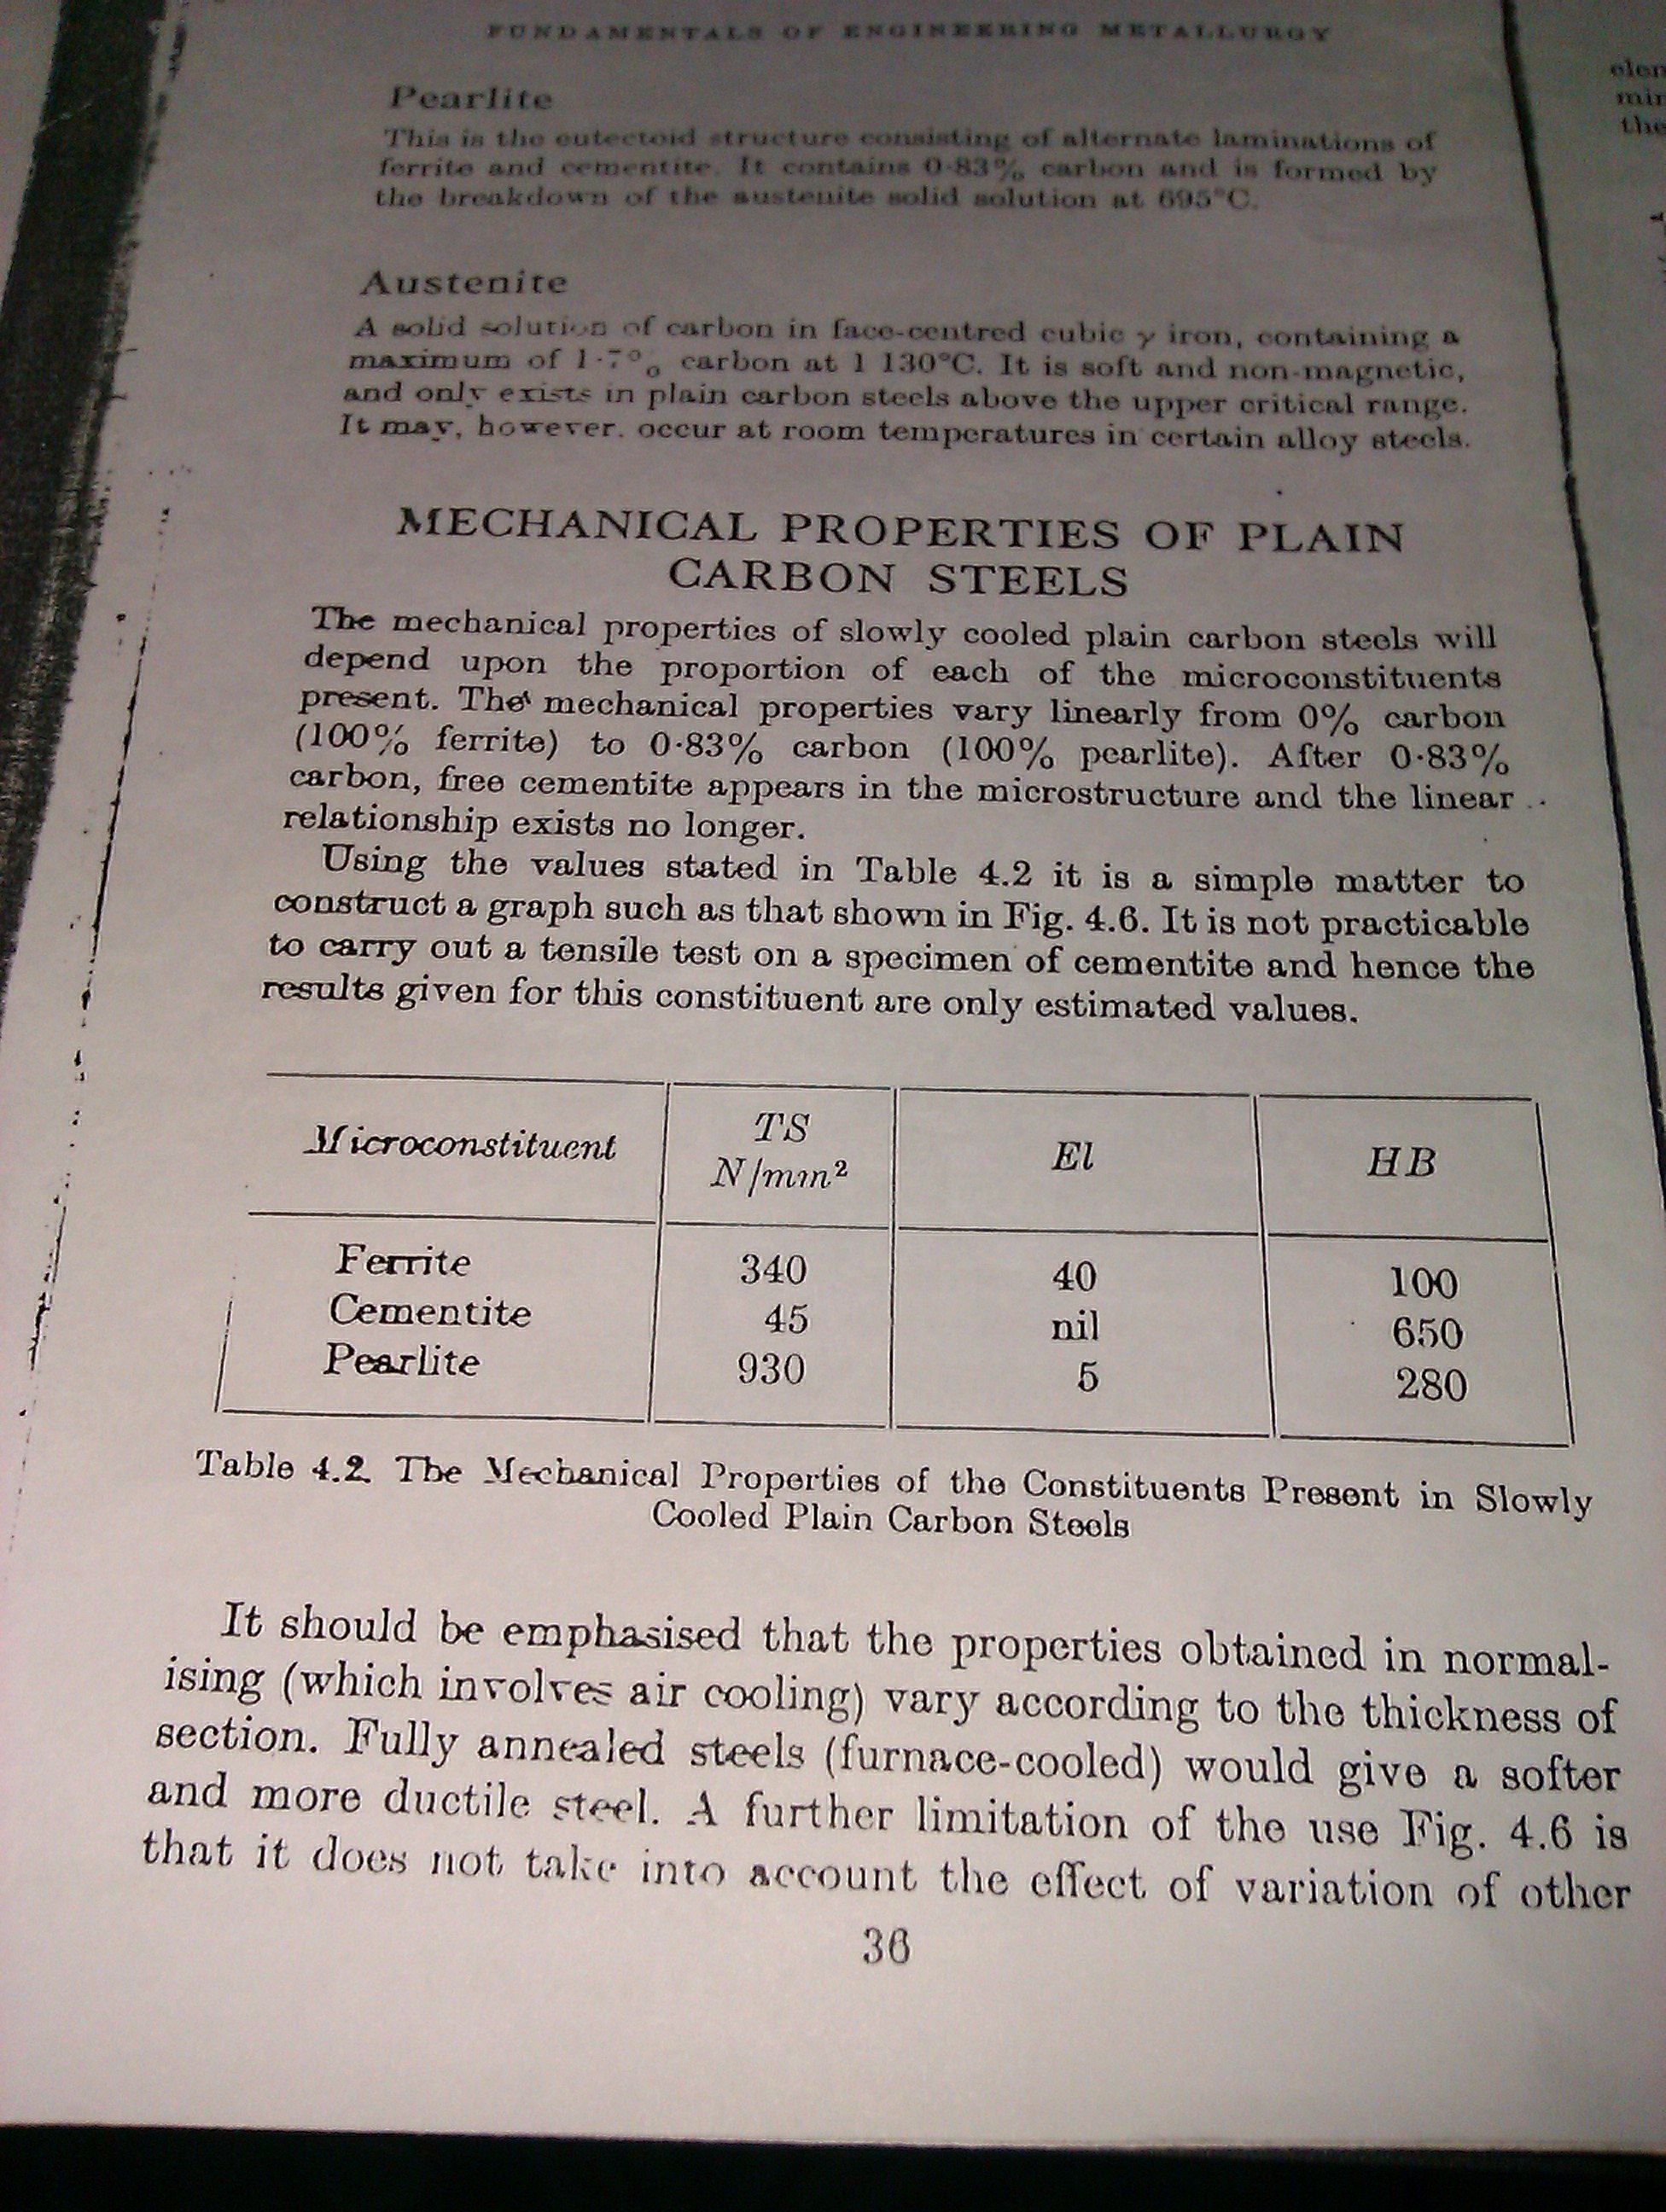 FUNDAMENTALS OF ENGINEERING METALLURGY
Pearlite
This is the eutectoid structure consisting of alternate laminations of
ferrite and cementite. It contains 0·83% carbon and is formed by
the breakdown of the austenite solid solution at 695°C.
Austenite
A solid solution of carbon in face-centred cubic γ iron, containing a
maximum of 1·7% carbon at 1 130°C. It is soft and non-magnetic,
and only exists in plain carbon steels above the upper critical range.
It may, however, occur at room temperatures in certain alloy steels.
MECHANICAL PROPERTIES OF PLAIN
CARBON STEELS
The mechanical properties of slowly cooled plain carbon steels will
depend upon the proportion of each of the microconstituents
present. The mechanical properties vary linearly from 0% carbon
(100% ferrite) to 0·83% carbon (100% pearlite). After 0·83%
carbon, free cementite appears in the microstructure and the linear
relationship exists no longer.
Using the values stated in Table 4.2 it is a simple matter to
construct a graph such as that shown in Fig. 4.6. It is not practicable
to carry out a tensile test on a specimen of cementite and hence the
results given for this constituent are only estimated values.
Microconstituent TS N/mm² El HB
Ferrite 340 40 100
Cementite 45 nil 650
Pearlite 930 5 280
Table 4.2. The Mechanical Properties of the Constituents Present in Slowly
Cooled Plain Carbon Steels
It should be emphasised that the properties obtained in normal-
ising (which involves air cooling) vary according to the thickness of
section. Fully annealed steels (furnace-cooled) would give a softer
and more ductile steel. A further limitation of the use Fig. 4.6 is
that it does not take into account the effect of variation of other
36